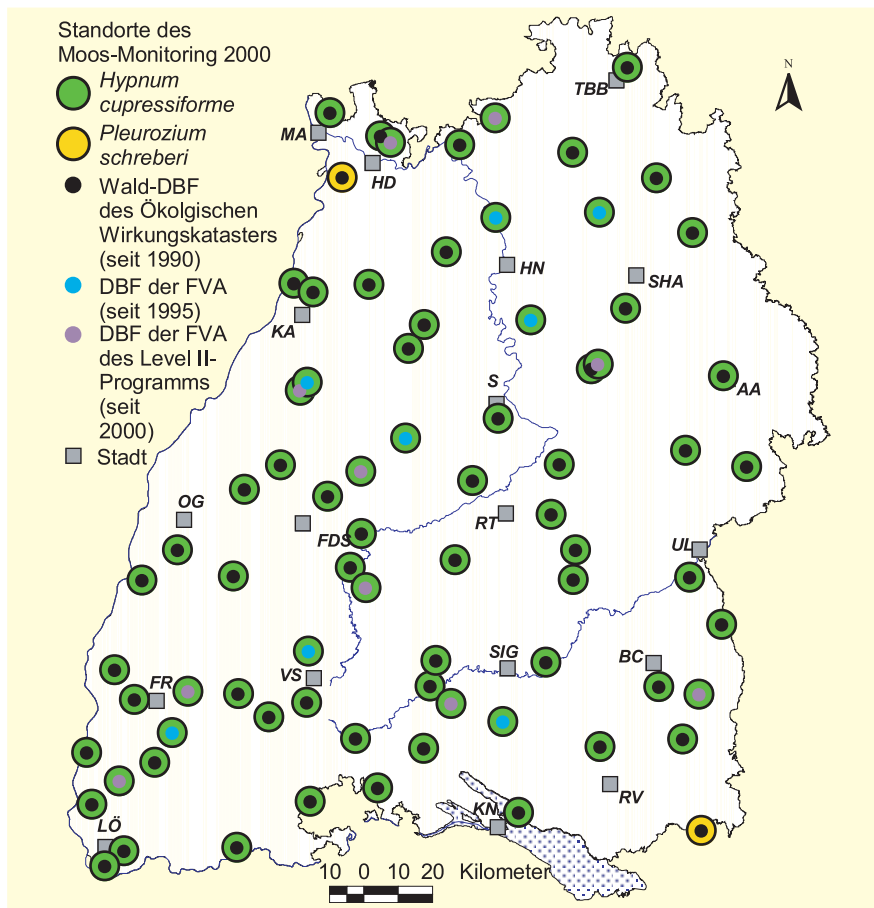 Standorte des
Moos-Monitoring 2000
Hypnum
cupressiforme
Pleurozium
schreberi
Wald-DBF
des Ökolgischen
Wirkungskatasters
(seit 1990)
DBF der FVA
(seit 1995)
DBF der FVA
des Level II-
Programms
(seit
2000)
Stadt
N
TBB
MA
HD
HN
SHA
KA
S
AA
OG
FDS
RT
UL
VS
SIG
BC
FR
RV
KN
LÖ
10 0 10 20 Kilometer